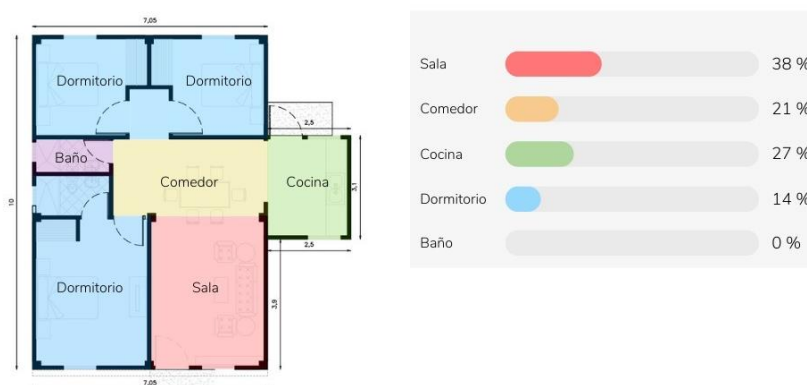 7,05
Dormitorio
Dormitorio
2,5
Baño
Comedor
Cocina
3,1
10
2,5
Dormitorio
Sala
3,9
7,05
Sala 38 %
Comedor 21 %
Cocina 27 %
Dormitorio 14 %
Baño 0 %